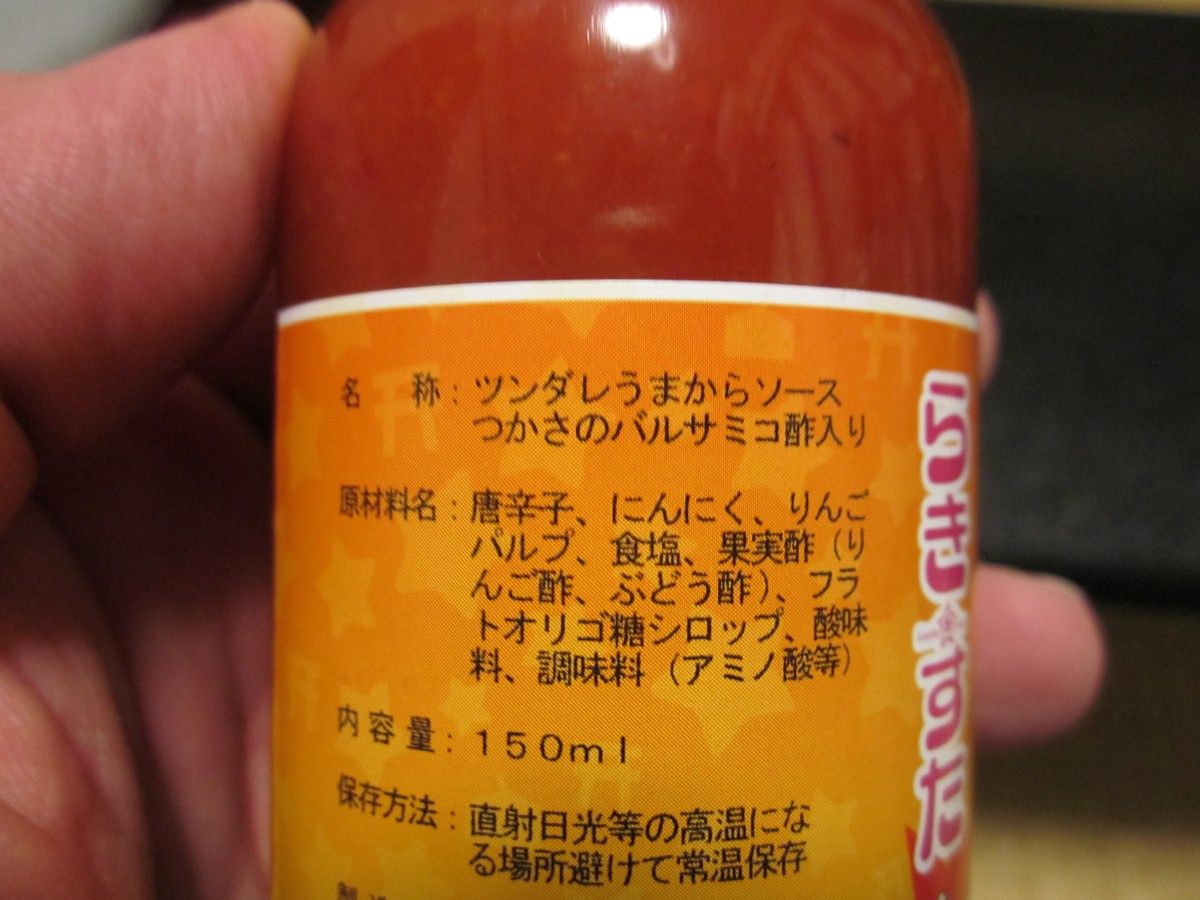 名 称：ツンダレうまからソース
つかさのバルサミコ酢入り
原材料名：唐辛子、にんにく、りんご
パルプ、食塩、果実酢（り
んご酢、ぶどう酢）、フラ
トオリゴ糖シロップ、酸味
料、調味料（アミノ酸等）
内容量：150ml
保存方法：直射日光等の高温にな
る場所避けて常温保存
らき☆すた